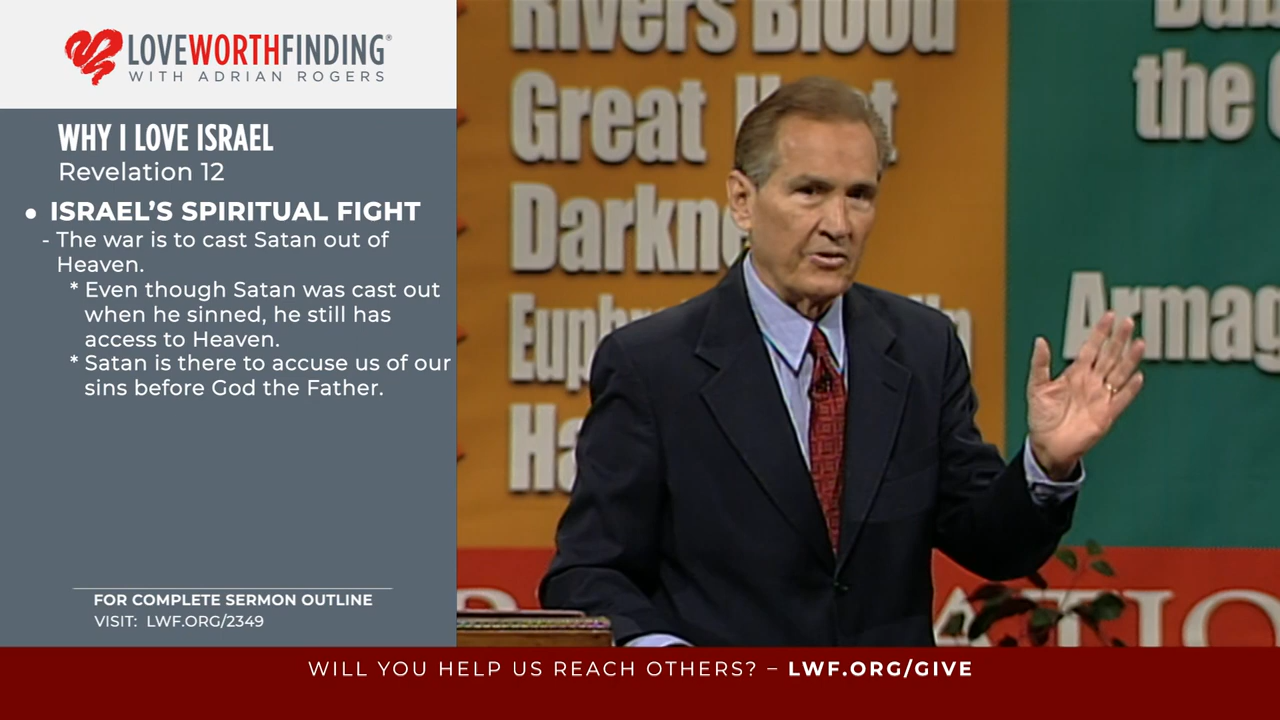 LOVEWORTHFINDING®
WITH ADRIAN ROGERS
WHY I LOVE ISRAEL
Revelation 12
• ISRAEL'S SPIRITUAL FIGHT
- The war is to cast Satan out of
Heaven.
* Even though Satan was cast out
when he sinned, he still has
access to Heaven.
* Satan is there to accuse us of our
sins before God the Father.
FOR COMPLETE SERMON OUTLINE
VISIT: LWF.ORG/2349
Rivers Blood
Great
the
WILL YOU HELP US REACH OTHERS? – LWF.ORG/GIVE